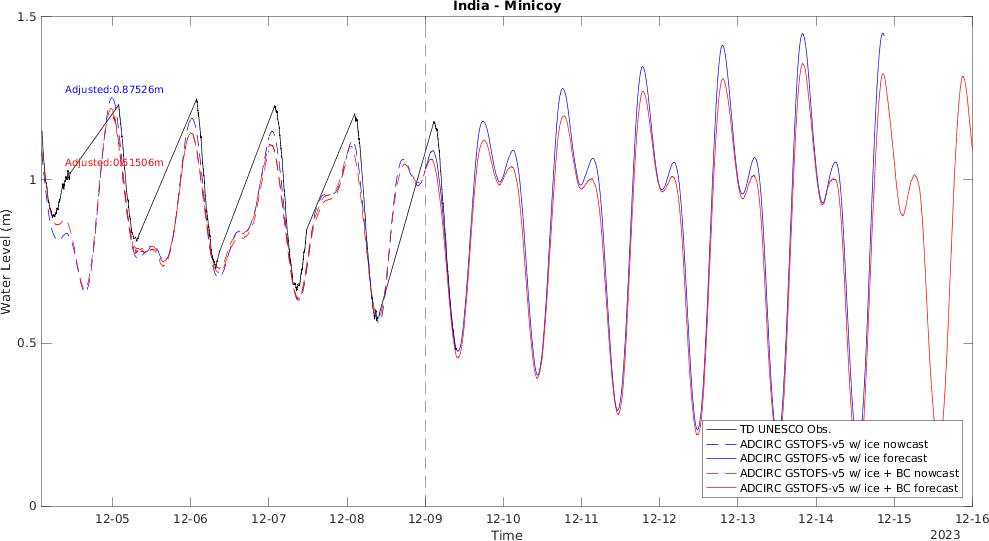 India - Minicoy
1.5
Adjusted:0.87526m
Adjusted:0.51506m
1
Water Level (m)
0.5
TD UNESCO Obs.
ADCIRC GSTOFS-v5 w/ ice nowcast
ADCIRC GSTOFS-v5 w/ ice forecast
ADCIRC GSTOFS-v5 w/ ice + BC nowcast
ADCIRC GSTOFS-v5 w/ ice + BC forecast
0
12-05 12-06 12-07 12-08 12-09 12-10 12-11 12-12 12-13 12-14 12-15 12-16
Time
2023